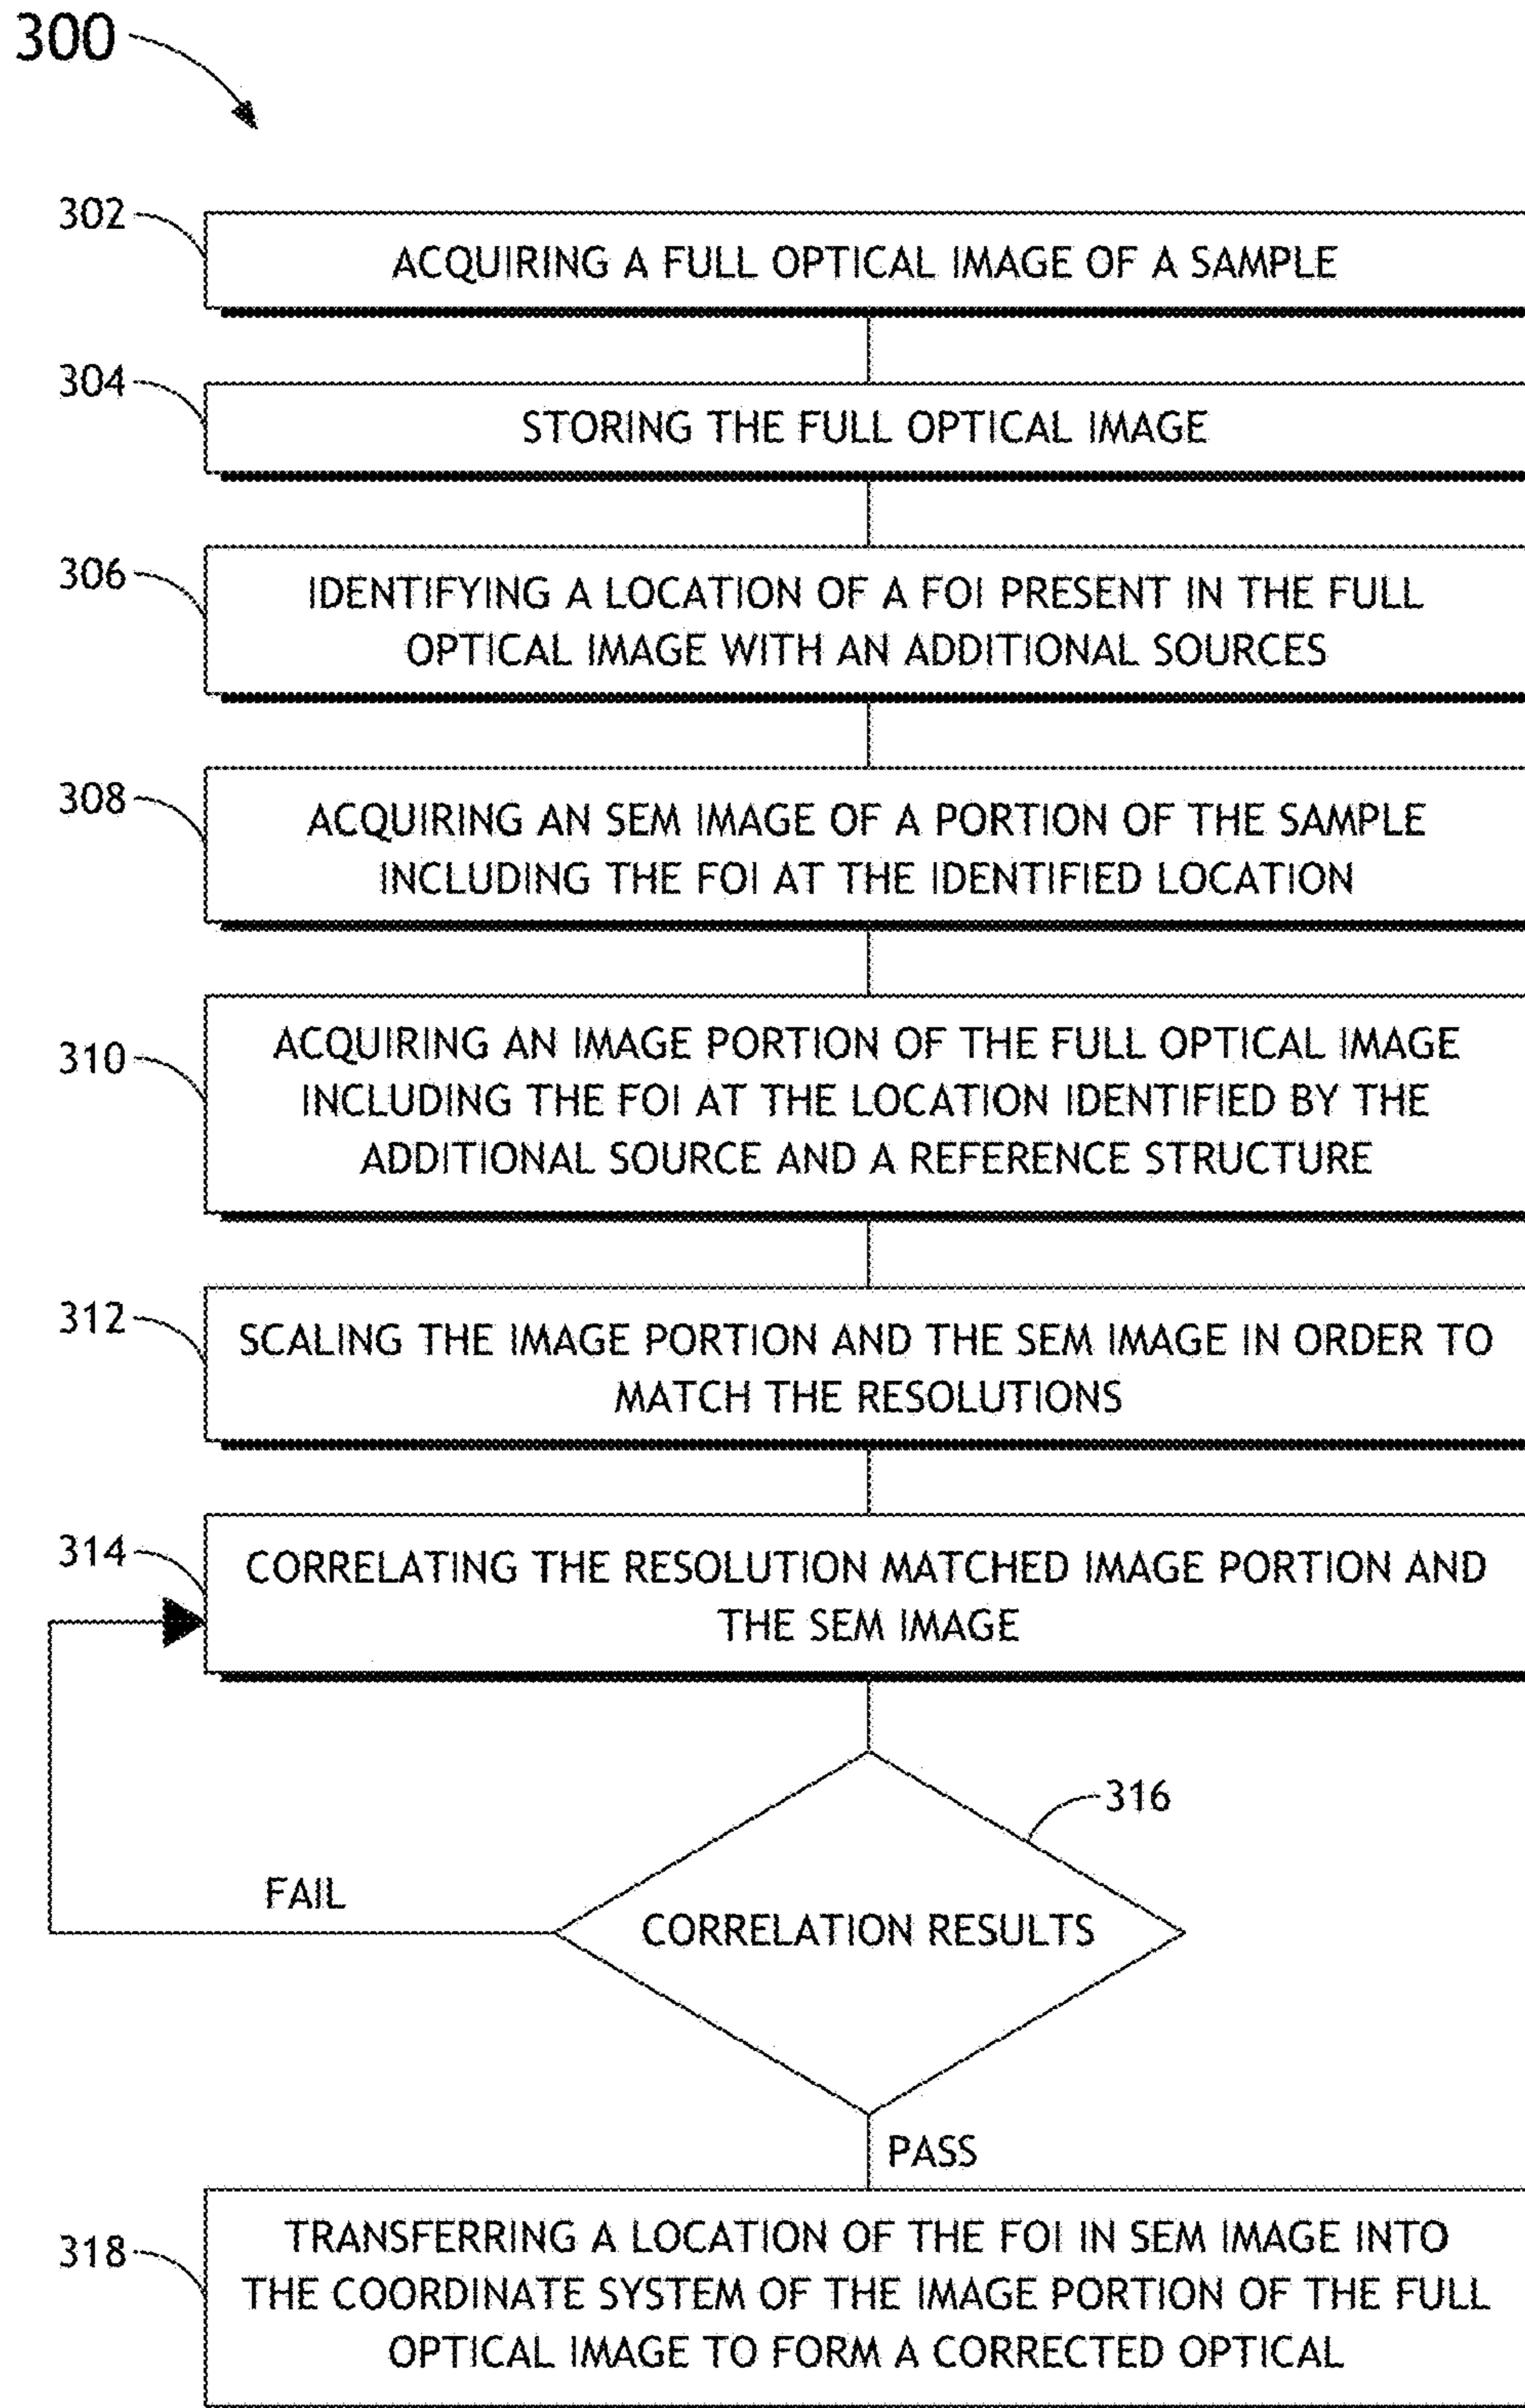 300
302
ACQUIRING A FULL OPTICAL IMAGE OF A SAMPLE
304
STORING THE FULL OPTICAL IMAGE
306
IDENTIFYING A LOCATION OF A FOI PRESENT IN THE FULL
OPTICAL IMAGE WITH AN ADDITIONAL SOURCES
308
ACQUIRING AN SEM IMAGE OF A PORTION OF THE SAMPLE
INCLUDING THE FOI AT THE IDENTIFIED LOCATION
310
ACQUIRING AN IMAGE PORTION OF THE FULL OPTICAL IMAGE
INCLUDING THE FOI AT THE LOCATION IDENTIFIED BY THE
ADDITIONAL SOURCE AND A REFERENCE STRUCTURE
312
SCALING THE IMAGE PORTION AND THE SEM IMAGE IN ORDER TO
MATCH THE RESOLUTIONS
314
CORRELATING THE RESOLUTION MATCHED IMAGE PORTION AND
THE SEM IMAGE
316
FAIL
CORRELATION RESULTS
PASS
318
TRANSFERRING A LOCATION OF THE FOI IN SEM IMAGE INTO
THE COORDINATE SYSTEM OF THE IMAGE PORTION OF THE FULL
OPTICAL IMAGE TO FORM A CORRECTED OPTICAL